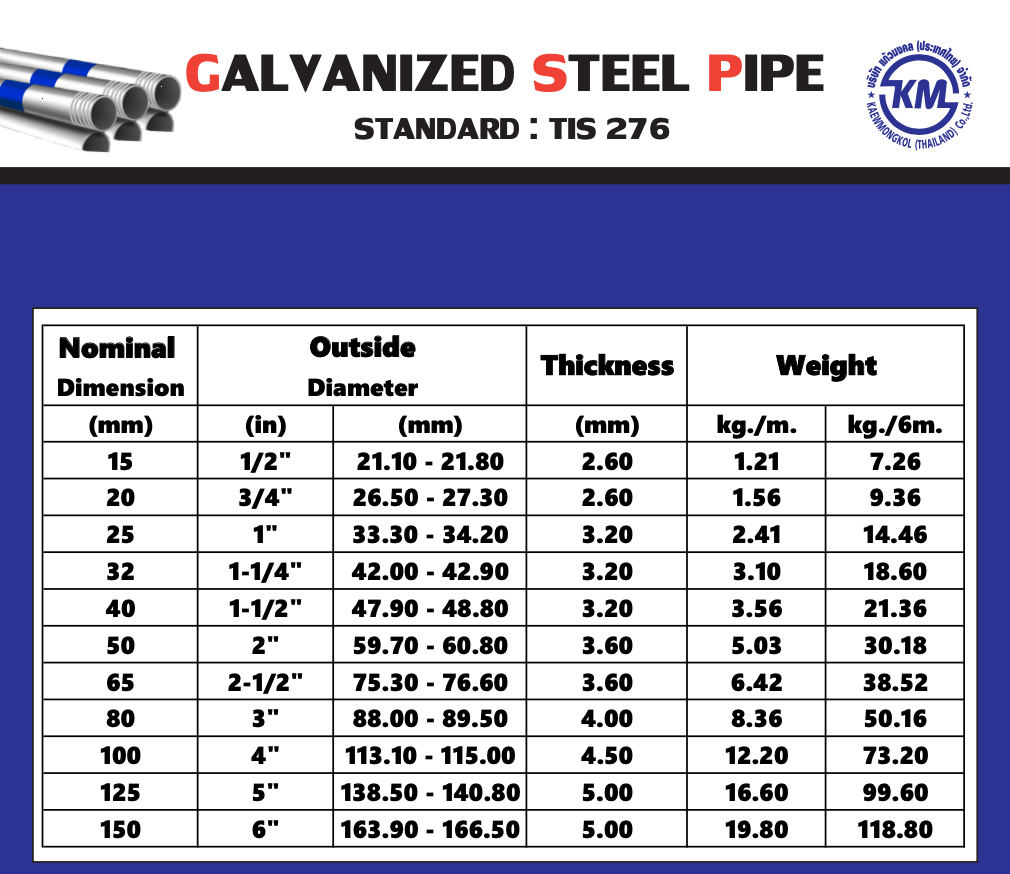 GALVANIZED STEEL PIPE
STANDARD : TIS 276
บริษัท แก้วมงคล (ประเทศไทย) จำกัด
KM
★ KAEWMONGKOL (THAILAND) Co.,Ltd. ★
Nominal Dimension Outside Diameter Thickness Weight
(mm) (in) (mm) (mm) kg./m. kg./6m.
15 1/2" 21.10 - 21.80 2.60 1.21 7.26
20 3/4" 26.50 - 27.30 2.60 1.56 9.36
25 1" 33.30 - 34.20 3.20 2.41 14.46
32 1-1/4" 42.00 - 42.90 3.20 3.10 18.60
40 1-1/2" 47.90 - 48.80 3.20 3.56 21.36
50 2" 59.70 - 60.80 3.60 5.03 30.18
65 2-1/2" 75.30 - 76.60 3.60 6.42 38.52
80 3" 88.00 - 89.50 4.00 8.36 50.16
100 4" 113.10 - 115.00 4.50 12.20 73.20
125 5" 138.50 - 140.80 5.00 16.60 99.60
150 6" 163.90 - 166.50 5.00 19.80 118.80